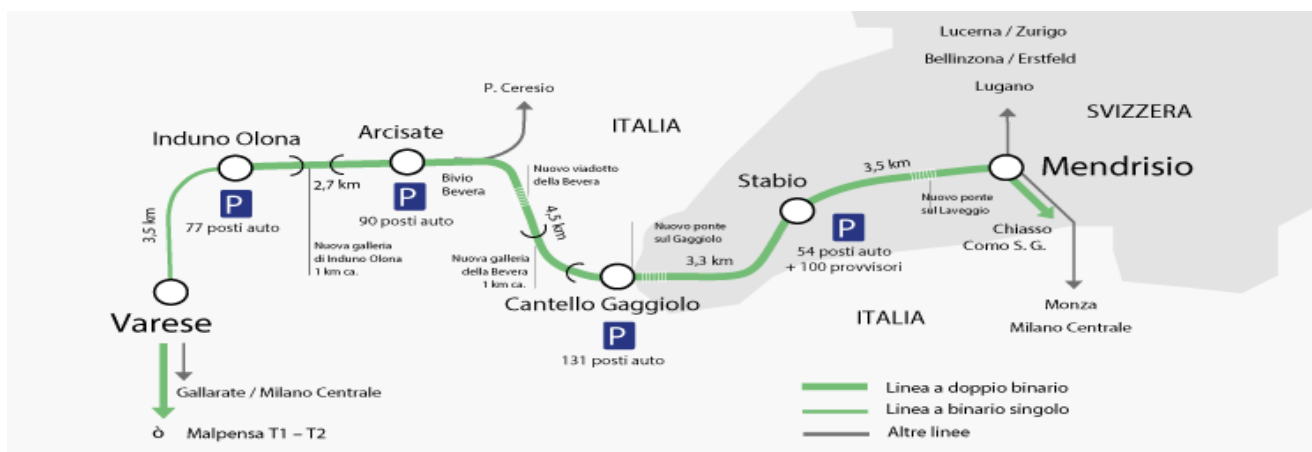 Lucerna / Zurigo
Bellinzona / Erstfeld
Lugano
SVIZZERA
P. Ceresio
ITALIA
Induno Olona
Arcisate
Mendrisio
Stabio
3,5 km
2,7 km
Bivio
Bevera
Nuovo viadotto
della Bevera
P
77 posti auto
P
90 posti auto
3,5 km
4,5 km
Nuovo ponte
sul Laveggio
Nuova galleria
di Induno Olona
1 km ca.
Nuova galleria
della Bevera
1 km ca.
Nuovo ponte
sul Gaggiolo
3,3 km
P
54 posti auto
+ 100 provvisori
Chiasso
Como S. G.
Varese
Cantello Gaggiolo
P
131 posti auto
ITALIA
Monza
Milano Centrale
Gallarate / Milano Centrale
ò Malpensa T1 – T2
Linea a doppio binario
Linea a binario singolo
Altre linee